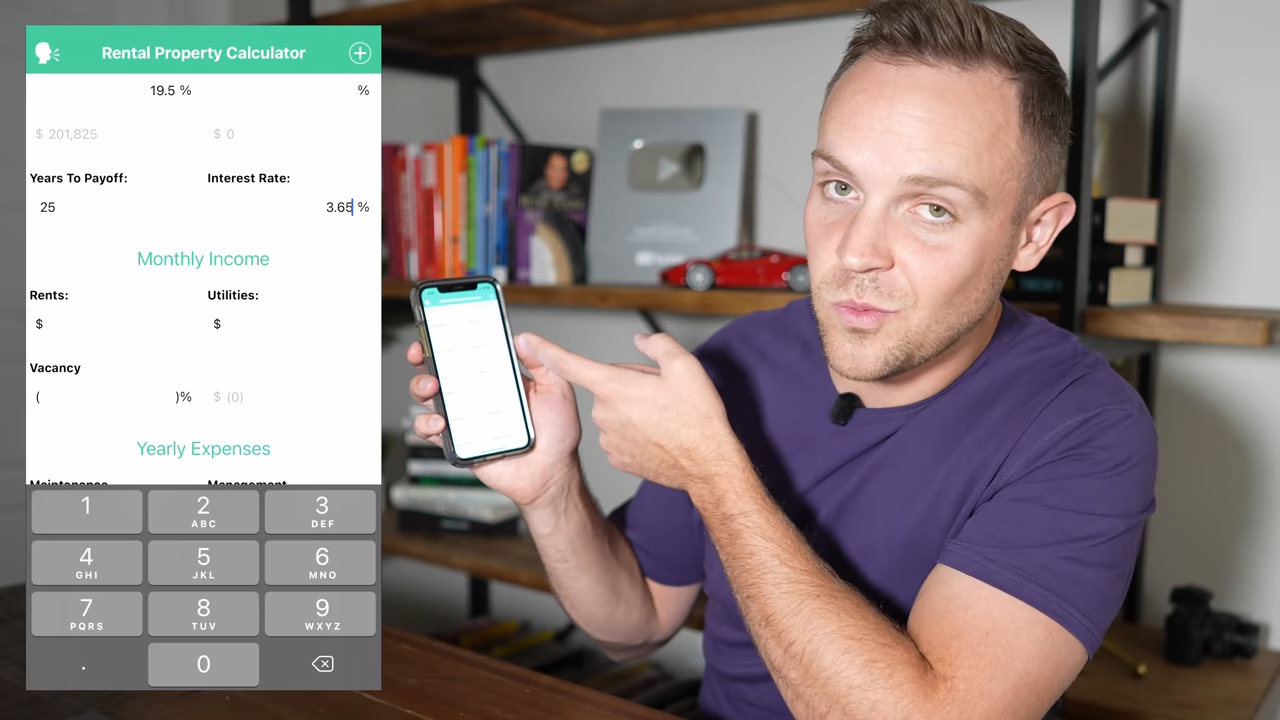 Rental Property Calculator
19.5 % %
$ 201,825 $ 0
Years To Payoff: Interest Rate:
25 3.65 %
Monthly Income
Rents: Utilities:
$ $
Vacancy
( )% $ (0)
Yearly Expenses
Maintenance Management
1 2 3
ABC DEF
4 5 6
GHI JKL MNO
7 8 9
PQRS TUV WXYZ
. 0